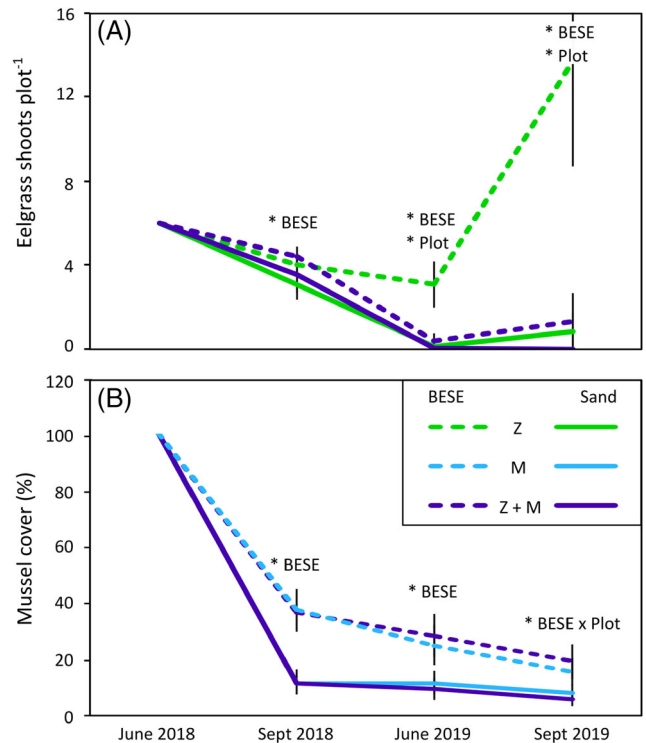 (A)
Eelgrass shoots plot⁻¹
16
12
8
4
0
* BESE
* BESE
* Plot
* BESE
* Plot
(B)
Mussel cover (%)
120
100
80
60
40
20
0
BESE Sand
Z
M
Z + M
* BESE
* BESE
* BESE x Plot
June 2018 Sept 2018 June 2019 Sept 2019